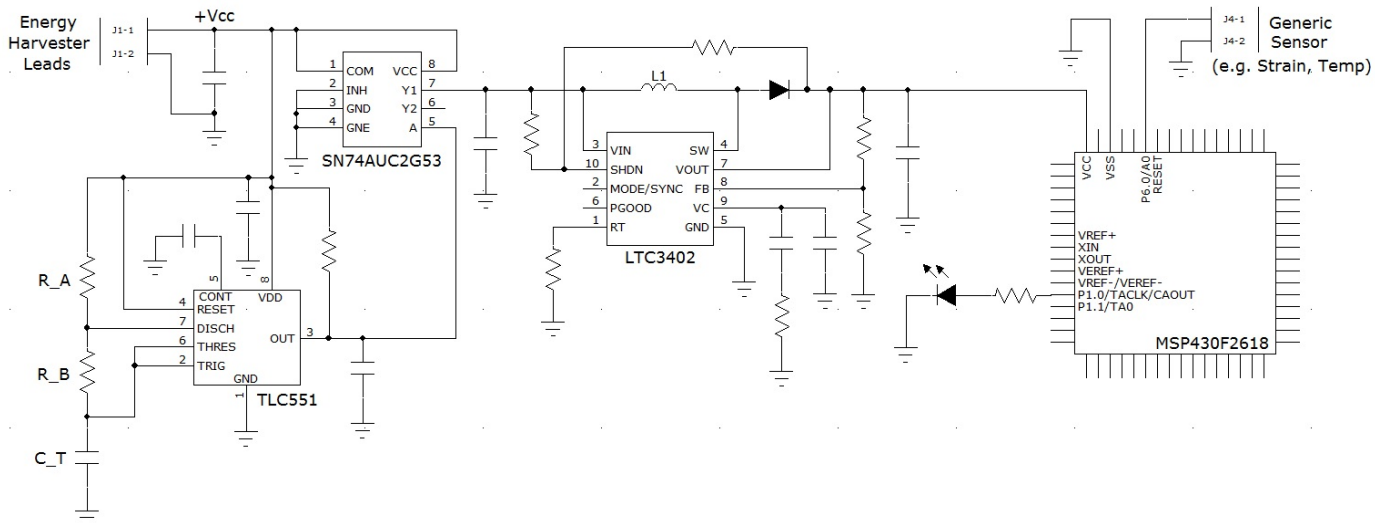 Energy
Harvester
Leads
J1-1
J1-2
+Vcc
1 COM VCC 8
2 INH Y1 7
3 GND Y2 6
4 GNE A 5
SN74AUC2G53
R_A
R_B
C_T
5 8
CONT VDD
4 RESET
7 DISCH
6 THRES
2 TRIG
OUT 3
GND
1
TLC551
L1
3 VIN SW 4
10 SHDN VOUT 7
2 MODE/SYNC FB 8
6 PGOOD VC 9
1 RT GND 5
LTC3402
J4-1
J4-2
Generic
Sensor
(e.g. Strain, Temp)
VCC
VSS
P6.0/A0
RESET
VREF+
XIN
XOUT
VEREF+
VREF-/VEREF-
P1.0/TACLK/CAOUT
P1.1/TA0
MSP430F2618